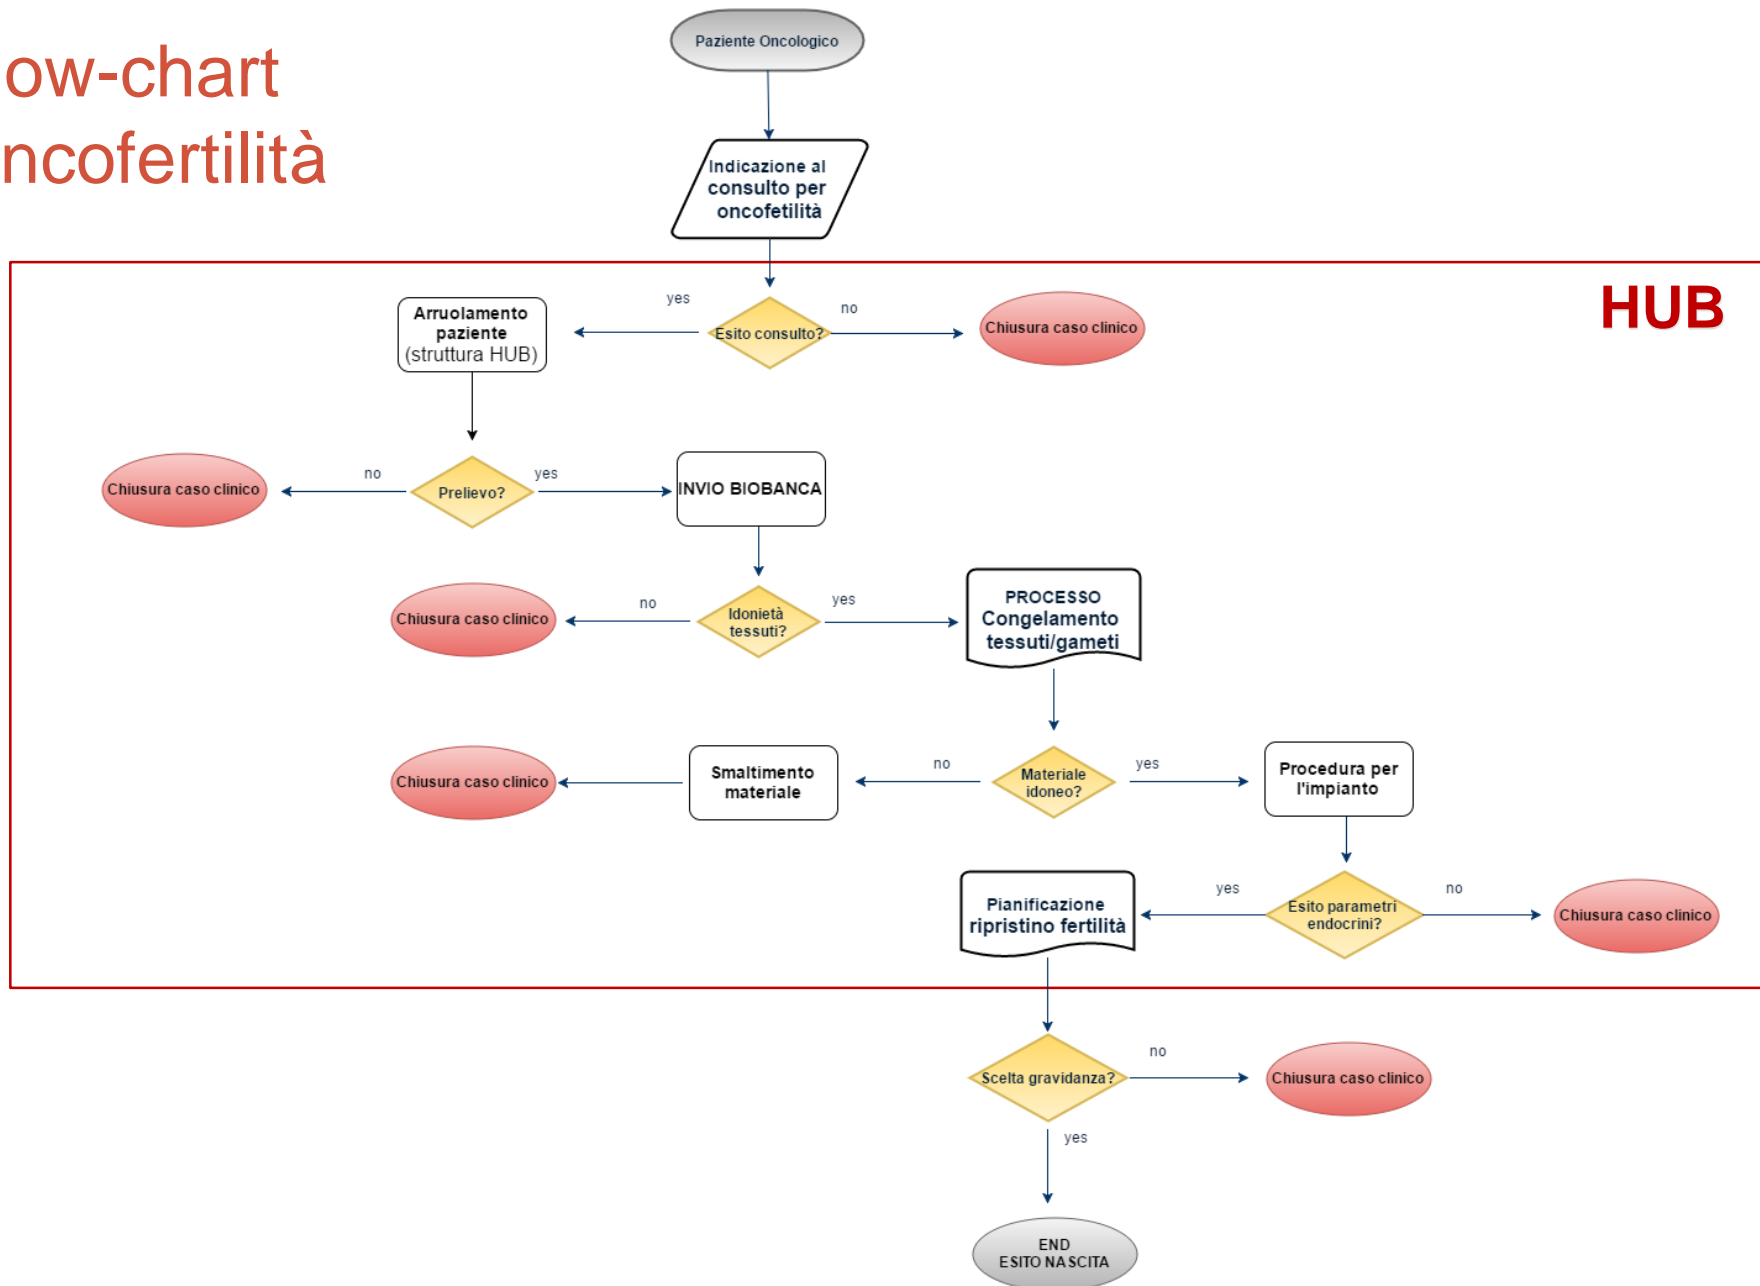 ow-chart
ncofertilità
Paziente Oncologico
Indicazione al
consulto per
oncofetilità
HUB
Arruolamento
paziente
(struttura HUB)
yes
Esito consulto?
no
Chiusura caso clinico
Chiusura caso clinico
no
Prelievo?
yes
INVIO BIOBANCA
Chiusura caso clinico
no
Idonietà
tessuti?
yes
PROCESSO
Congelamento
tessuti/gameti
Chiusura caso clinico
Smaltimento
materiale
no
Materiale
idoneo?
yes
Procedura per
l'impianto
Pianificazione
ripristino fertilità
yes
Esito parametri
endocrini?
no
Chiusura caso clinico
Scelta gravidanza?
no
Chiusura caso clinico
yes
END
ESITO NASCITA